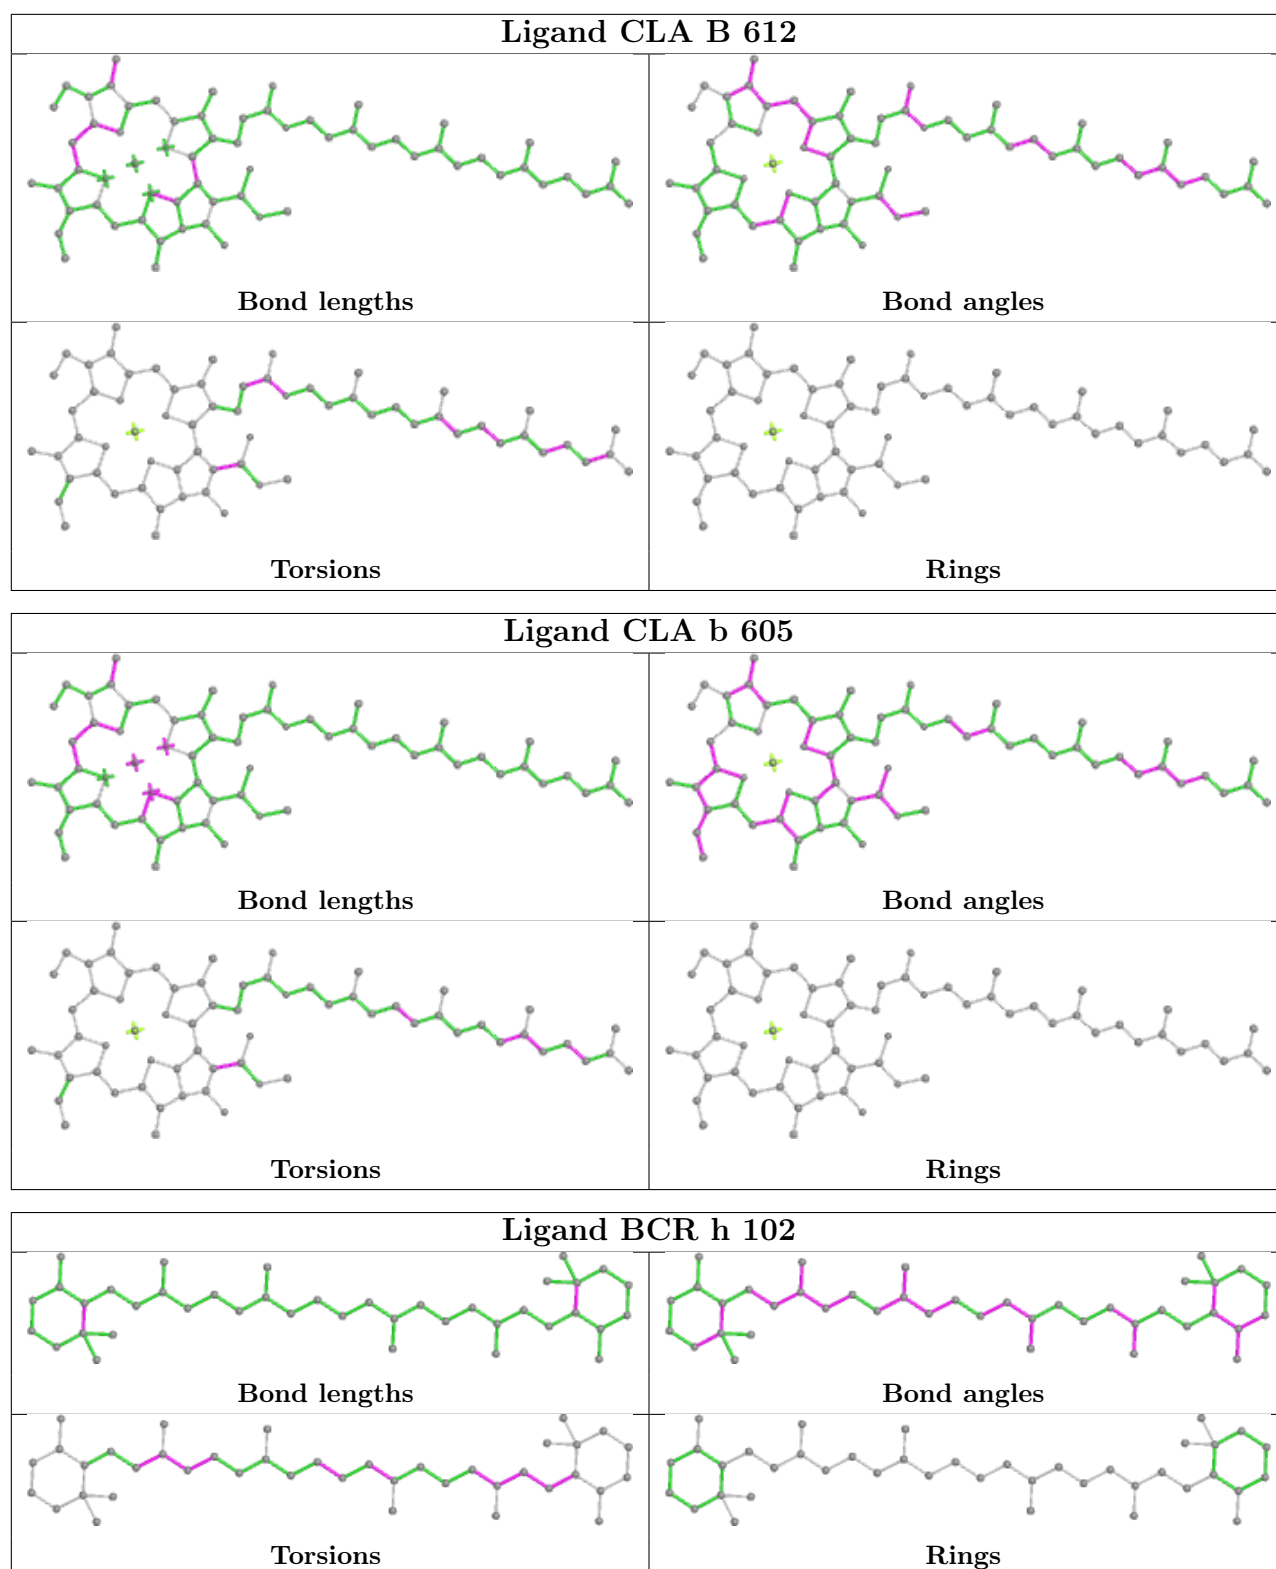 Ligand CLA B 612
Bond lengths
Bond angles
Torsions
Rings
Ligand CLA b 605
Bond lengths
Bond angles
Torsions
Rings
Ligand BCR h 102
Bond lengths
Bond angles
Torsions
Rings